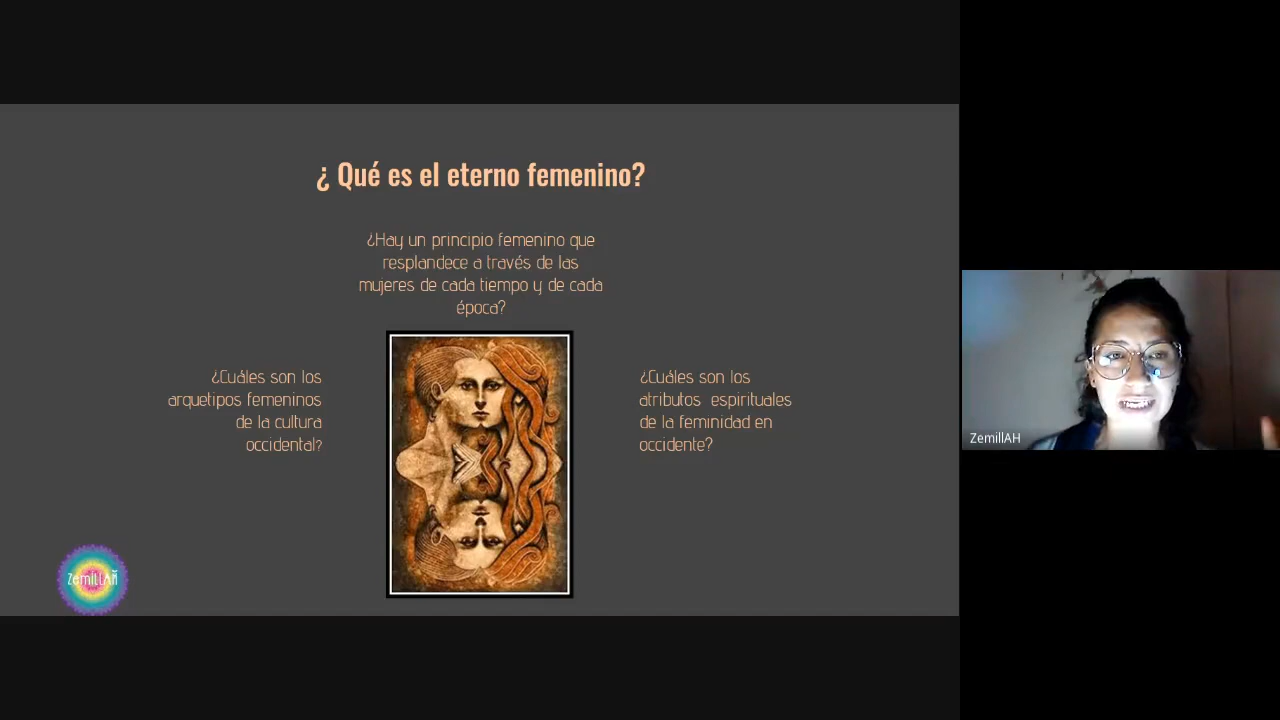 ¿ Qué es el eterno femenino?
¿Hay un principio femenino que
resplandece a través de las
mujeres de cada tiempo y de cada
época?
¿Cuáles son los
arquetipos femeninos
de la cultura
occidental?
¿Cuáles son los
atributos  espirituales
de la feminidad en
occidente?
ZemillAH
ZemillAH